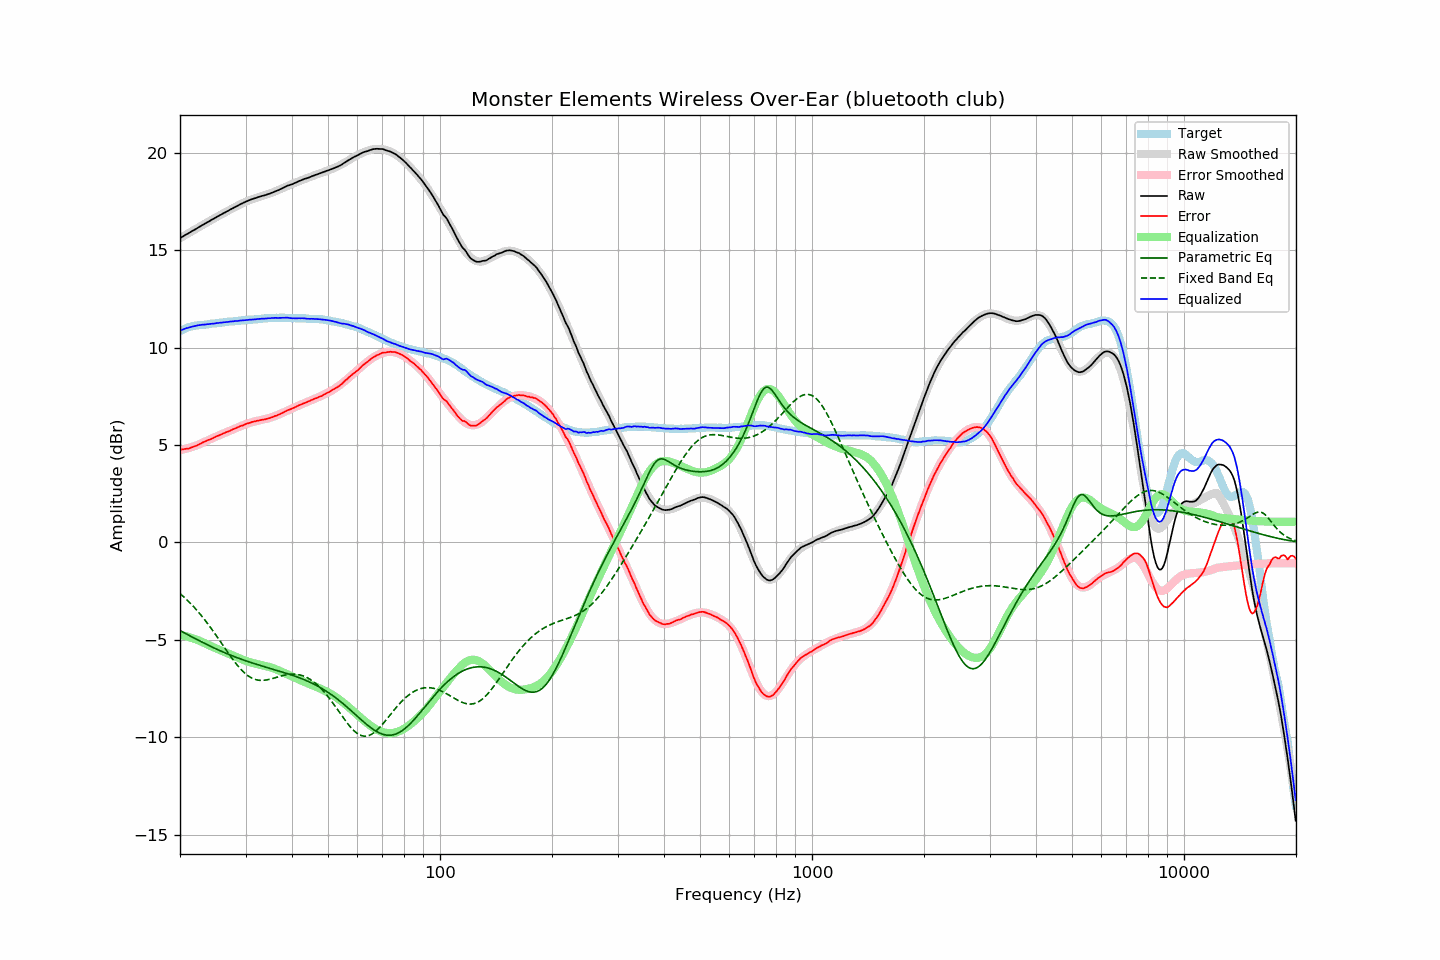 Monster Elements Wireless Over-Ear (bluetooth club)
Target
Raw Smoothed
Error Smoothed
Raw
Error
Equalization
Parametric Eq
Fixed Band Eq
Equalized
20
15
10
5
0
−5
−10
−15
Amplitude (dBr)
100
1000
10000
Frequency (Hz)